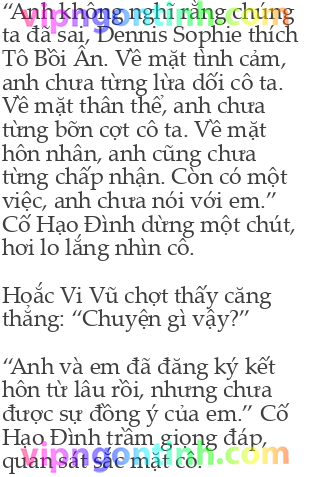 “Anh không nghĩ rằng chúng
ta đã sai, Dennis Sophie thích
Tô Bồi Ân. Về mặt tình cảm,
anh chưa từng lừa dối cô ta.
Về mặt thân thể, anh chưa
từng bỡn cợt cô ta. Về mặt
hôn nhân, anh cũng chưa
từng chấp nhận. Còn có một
việc, anh chưa nói với em.”
Cố Hạo Đình dừng một chút,
hơi lo lắng nhìn cô.
Hoắc Vi Vũ chợt thấy căng
thẳng: “Chuyện gì vậy?”
“Anh và em đã đăng ký kết
hôn từ lâu rồi, nhưng chưa
được sự đồng ý của em.” Cố
Hạo Đình trầm giọng đáp,
quan sát sắc mặt cô.
vipngontinh.com
vipngontinh.com